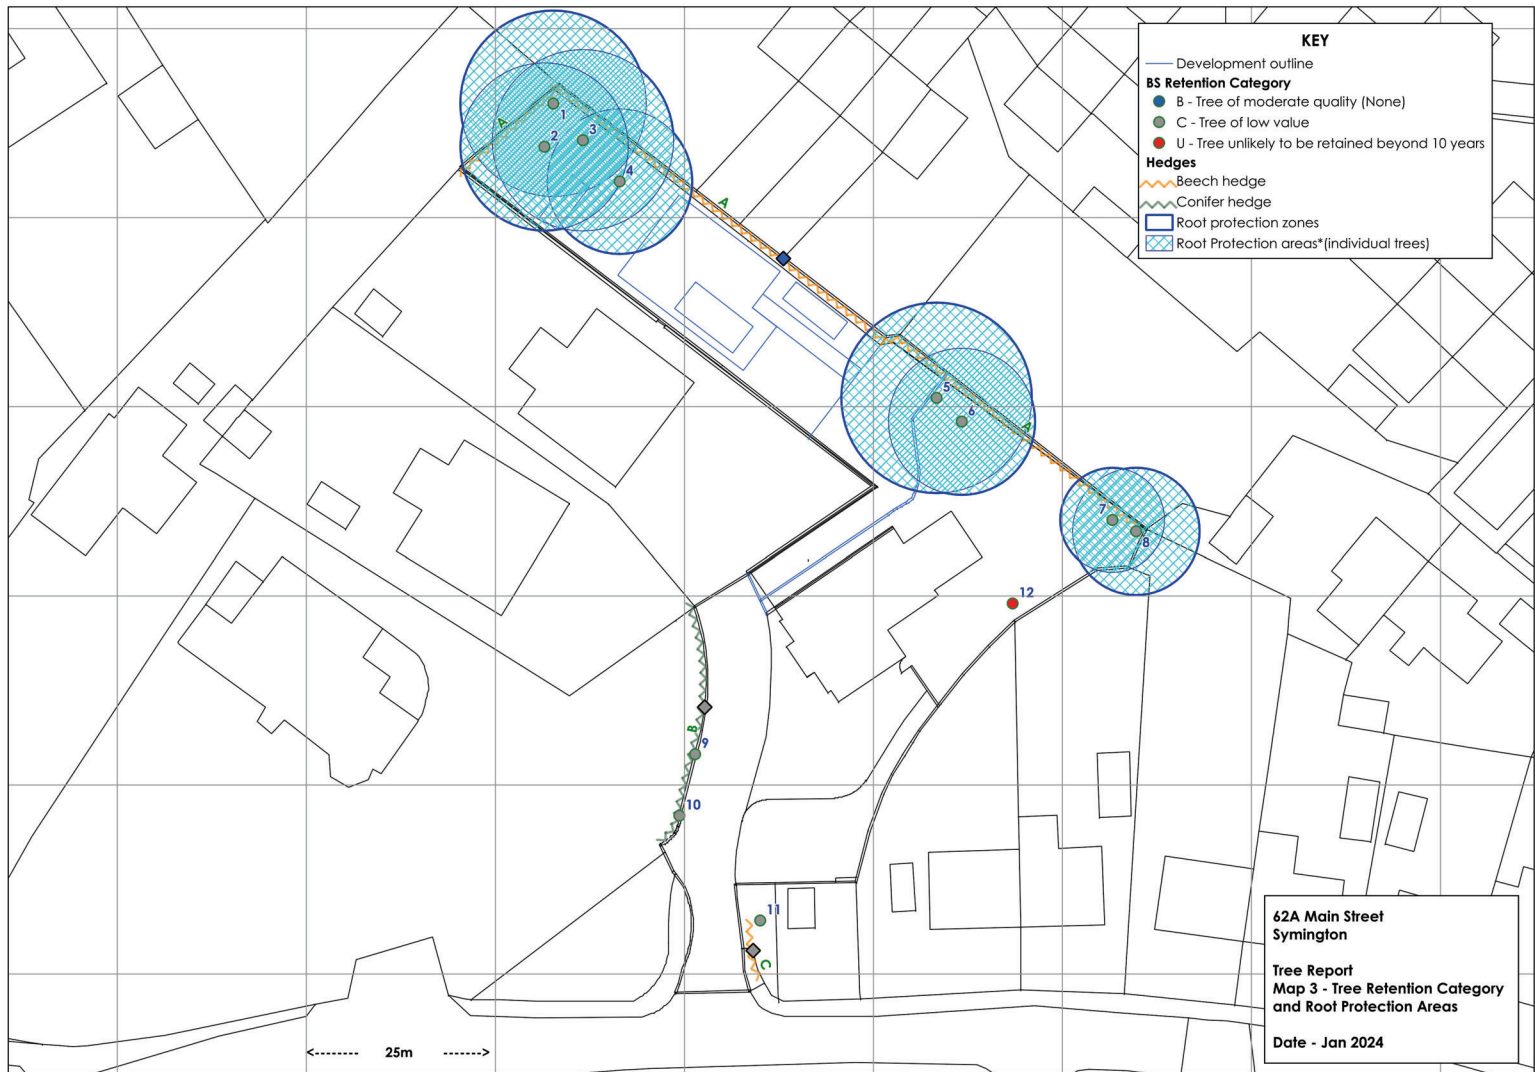 KEY
Development outline
BS Retention Category
B - Tree of moderate quality (None)
C - Tree of low value
U - Tree unlikely to be retained beyond 10 years
Hedges
Beech hedge
Conifer hedge
Root protection zones
Root Protection areas*(individual trees)
1
A
2
3
4
A
5
6
A
7
8
12
B
9
10
11
C
62A Main Street
Symington
Tree Report
Map 3 - Tree Retention Category
and Root Protection Areas
Date - Jan 2024
25m